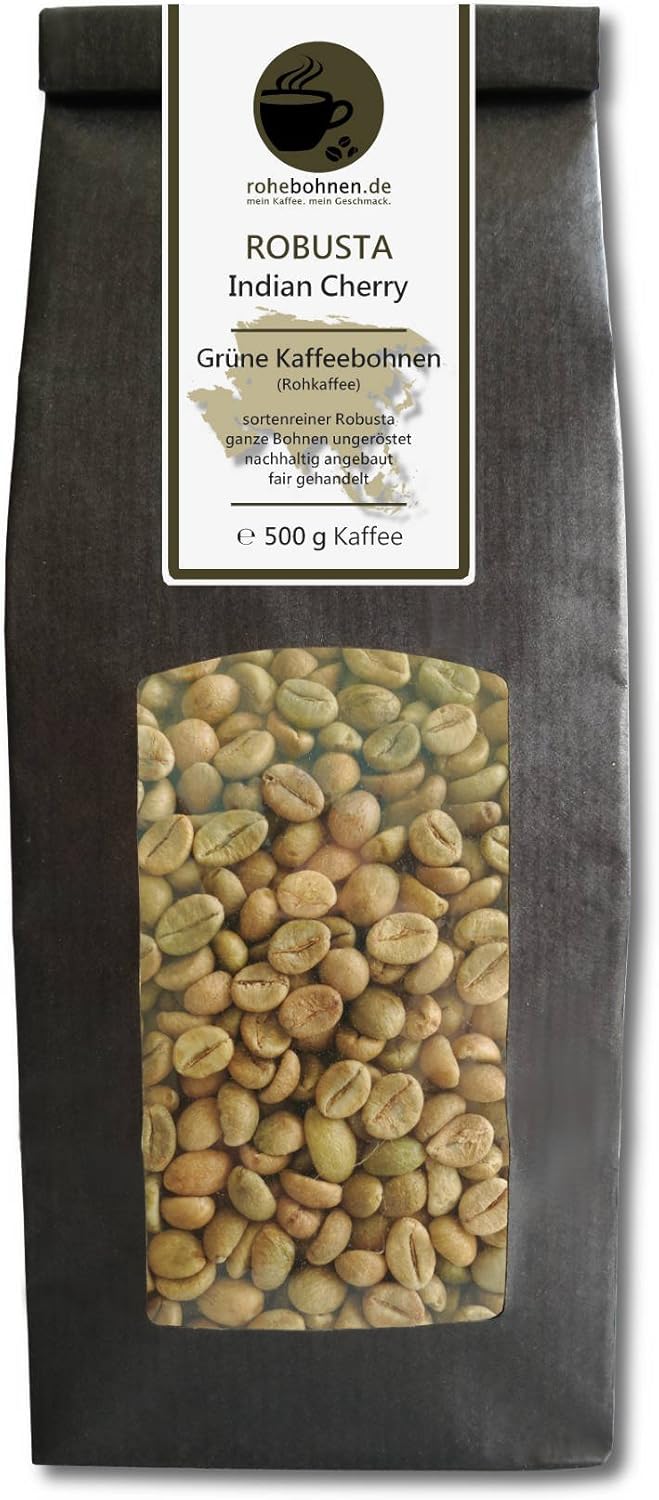 rohebohnen.de
mein Kaffee. mein Geschmack.
ROBUSTA
Indian Cherry
Grüne Kaffeebohnen
(Rohkaffee)
sortenreiner Robusta
ganze Bohnen ungeröstet
nachhaltig angebaut
fair gehandelt
℮ 500 g Kaffee